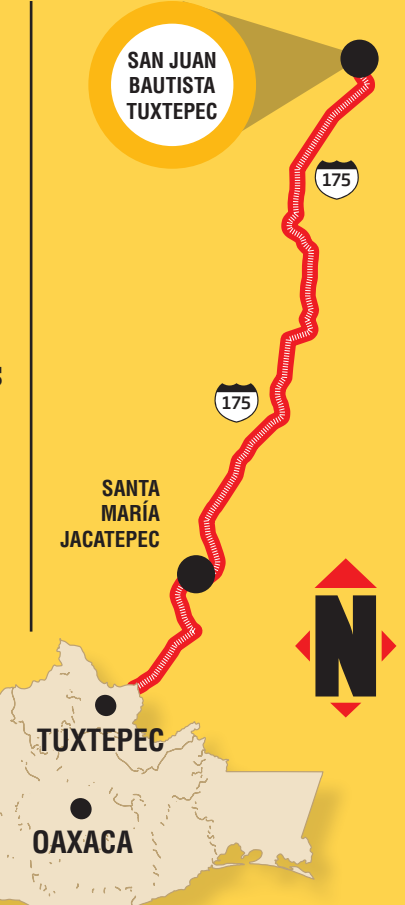 SAN JUAN
BAUTISTA
TUXTEPEC
175
S
175
SANTA
MARÍA
JACATEPEC
N
TUXTEPEC
OAXACA